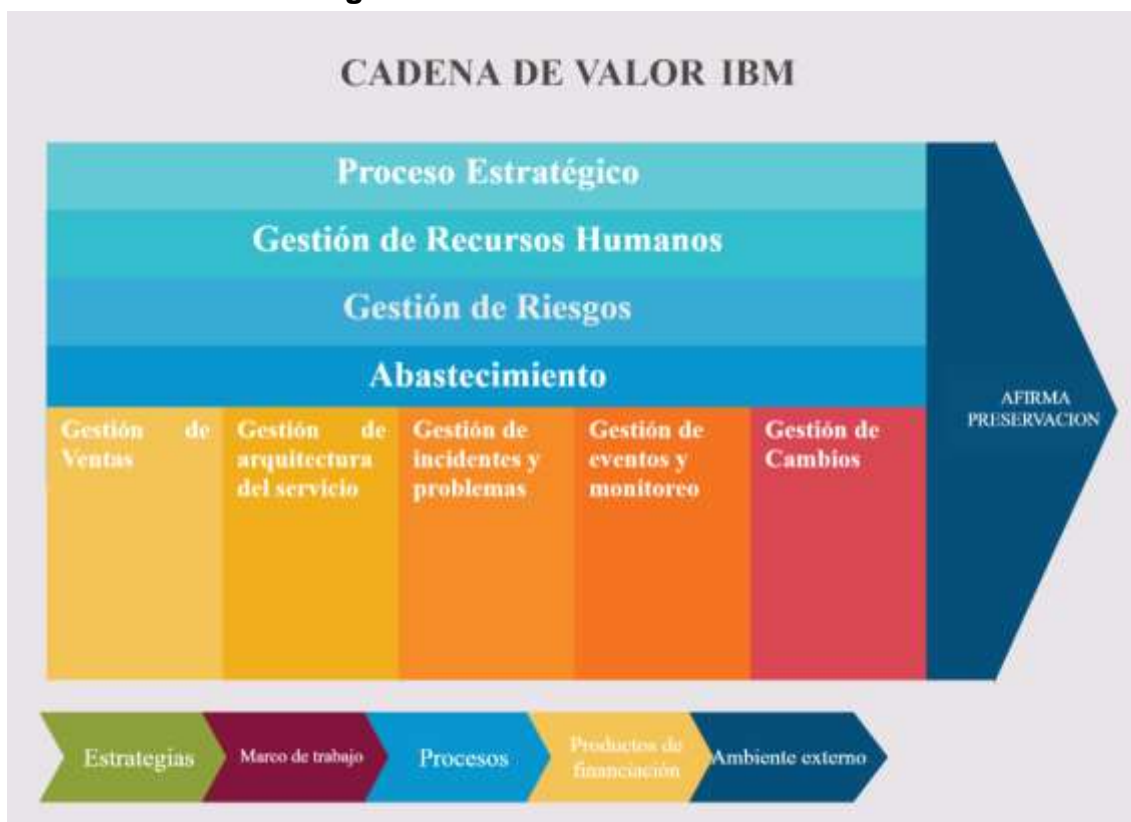 CADENA DE VALOR IBM
Proceso Estratégico
Gestión de Recursos Humanos
Gestión de Riesgos
Abastecimiento
AFIRMA
PRESERVACION
Gestión de
Ventas
Gestión de
arquitectura
del servicio
Gestión de
incidentes y
problemas
Gestión de
eventos y
monitoreo
Gestión de
Cambios
Estrategías
Marco de trabajo
Procesos
Productos de
financiación
Ambiente externo